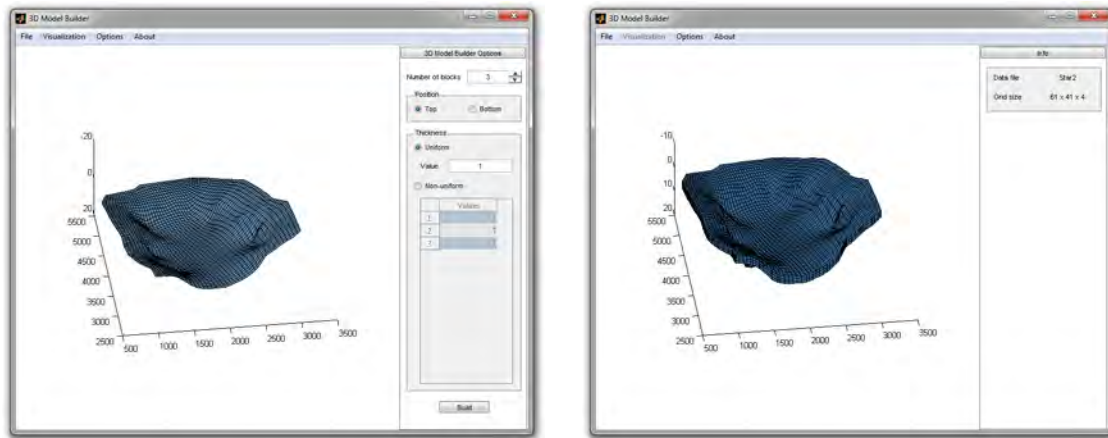 3D Model Builder
File Visualization Options About
3D Model Builder Options
Number of blocks 3
Position
Top Bottom
Thickness
Uniform
Value 1
Non-uniform
Values
1 1
2 1
3 1
Build
-20
0
20
5500
5000
4500
4000
3500
3000
2500
500 1000 1500 2000 2500 3000 3500
3D Model Builder
File Visualization Options About
Info
Data file Star2
Grid size 61 x 41 x 4
-10
0
10
20
5500
5000
4500
4000
3500
3000
2500
500 1000 1500 2000 2500 3000 3500